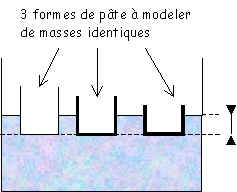 3 formes de pâte à modeler
de masses identiques